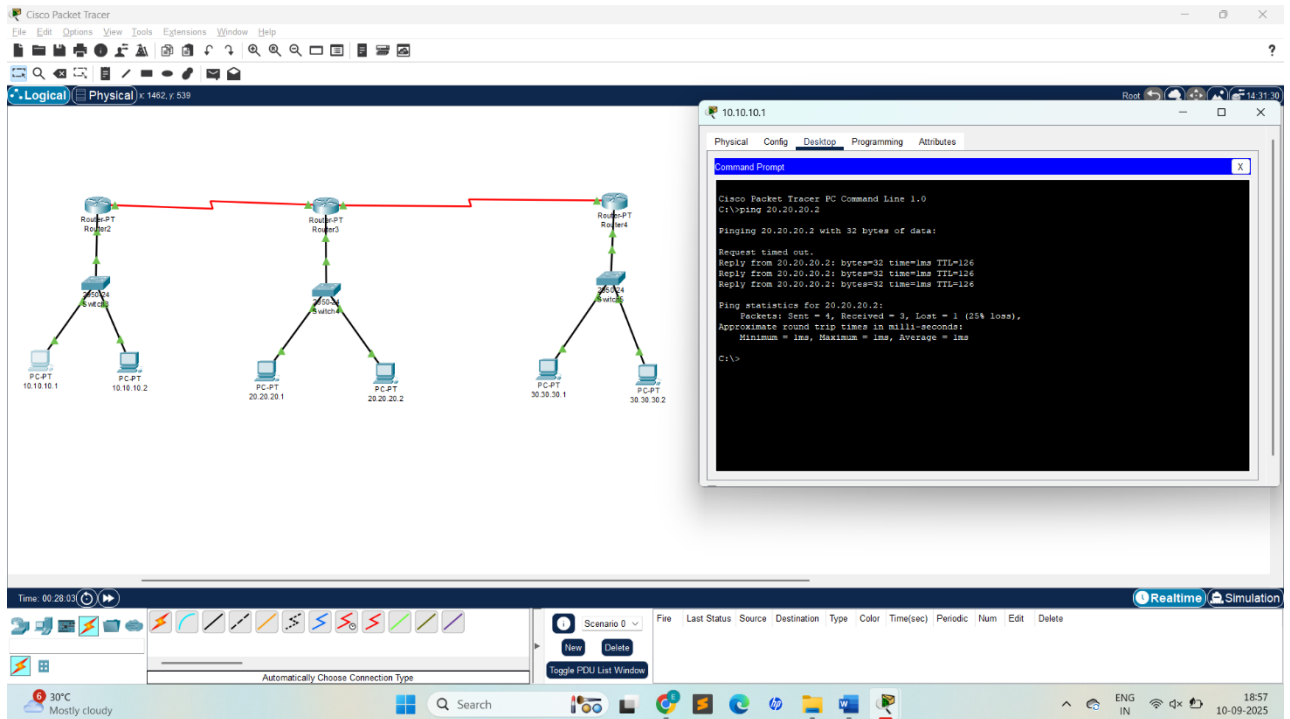 Cisco Packet Tracer
File Edit Options View Tools Extensions Window Help
?
Logical Physical x: 1462, y: 539
Root 14:31:30
10.10.10.1
Physical Config Desktop Programming Attributes
Command Prompt X
Cisco Packet Tracer PC Command Line 1.0
C:\>ping 20.20.20.2
Pinging 20.20.20.2 with 32 bytes of data:
Request timed out.
Reply from 20.20.20.2: bytes=32 time=1ms TTL=126
Reply from 20.20.20.2: bytes=32 time=1ms TTL=126
Reply from 20.20.20.2: bytes=32 time=1ms TTL=126
Ping statistics for 20.20.20.2:
Packets: Sent = 4, Received = 3, Lost = 1 (25% loss),
Approximate round trip times in milli-seconds:
Minimum = 1ms, Maximum = 1ms, Average = 1ms
C:\>
Router-PT
Router2
Router-PT
Router3
Router-PT
Router4
2950-24
Switch3
2950-24
Switch4
2950-24
Switch5
PC-PT
10.10.10.1
PC-PT
10.10.10.2
PC-PT
20.20.20.1
PC-PT
20.20.20.2
PC-PT
30.30.30.1
PC-PT
30.30.30.2
Time: 00:28:03
Realtime Simulation
Scenario 0
New Delete
Toggle PDU List Window
Fire Last Status Source Destination Type Color Time(sec) Periodic Num Edit Delete
Automatically Choose Connection Type
6
30°C
Mostly cloudy
Search
ENG
IN
18:57
10-09-2025